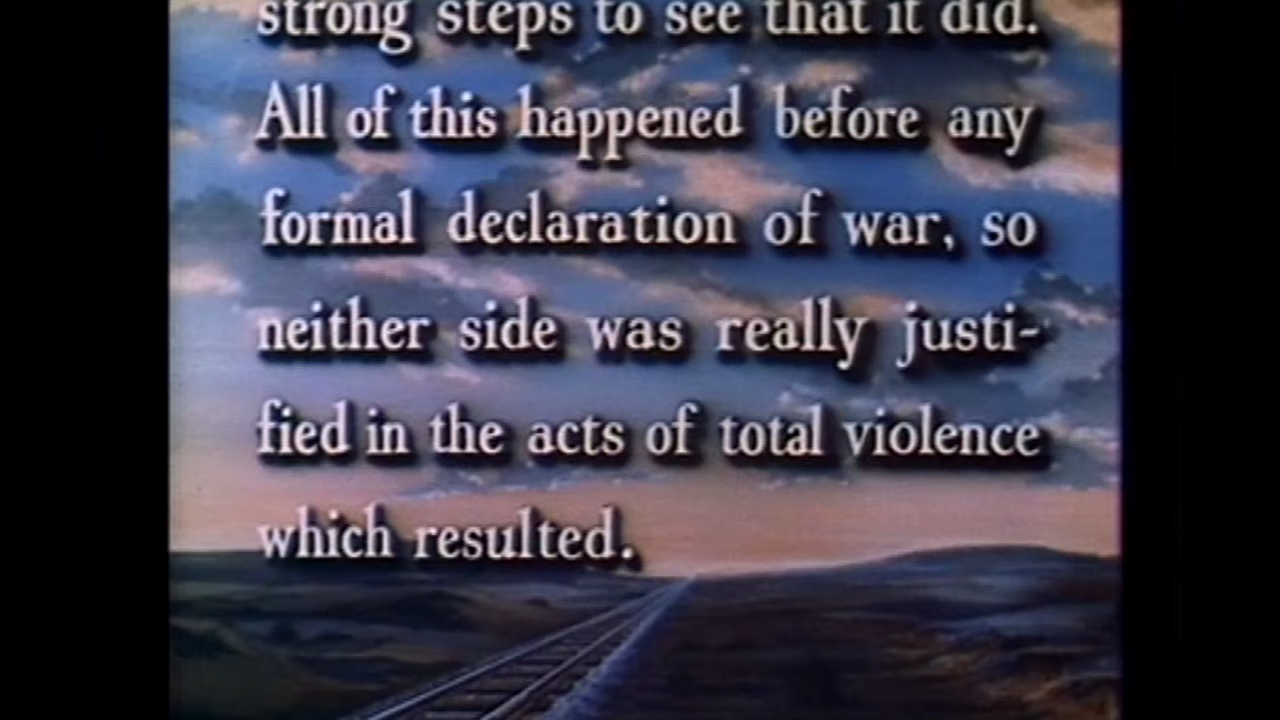 strong steps to see that it did.
All of this happened before any
formal declaration of war, so
neither side was really justi-
fied in the acts of total violence
which resulted.